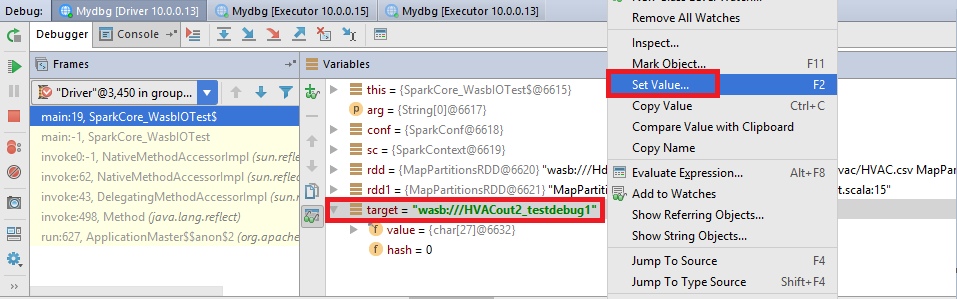 Debug: Mydbg [Driver 10.0.0.13] Mydbg [Executor 10.0.0.15] Mydbg [Executor 10.0.0.13]
Debugger Console
Frames
"Driver"@3,450 in group...
main:19, SparkCore_WasbIOTest$
main:-1, SparkCore_WasbIOTest
invoke0:-1, NativeMethodAccessorImpl (sun.reflec
invoke:62, NativeMethodAccessorImpl (sun.reflect
invoke:43, DelegatingMethodAccessorImpl (sun.re
invoke:498, Method (java.lang.reflect)
run:627, ApplicationMaster$$anon$2 (org.apache
Variables
this = {SparkCore_WasbIOTest$@6615}
arg = {String[0]@6617}
conf = {SparkConf@6618}
sc = {SparkContext@6619}
rdd = {MapPartitionsRDD@6620} "wasb:///Hd vac/HVAC.csv MapPart
rdd1 = {MapPartitionsRDD@6621} "MapPartit st.scala:15"
target = "wasb:///HVACout2_testdebug1"
value = {char[27]@6632}
hash = 0
Remove All Watches
Inspect...
Mark Object... F11
Set Value... F2
Copy Value Ctrl+C
Compare Value with Clipboard
Copy Name
Evaluate Expression... Alt+F8
Add to Watches
Show Referring Objects...
Show String Objects...
Jump To Source F4
Jump To Type Source Shift+F4